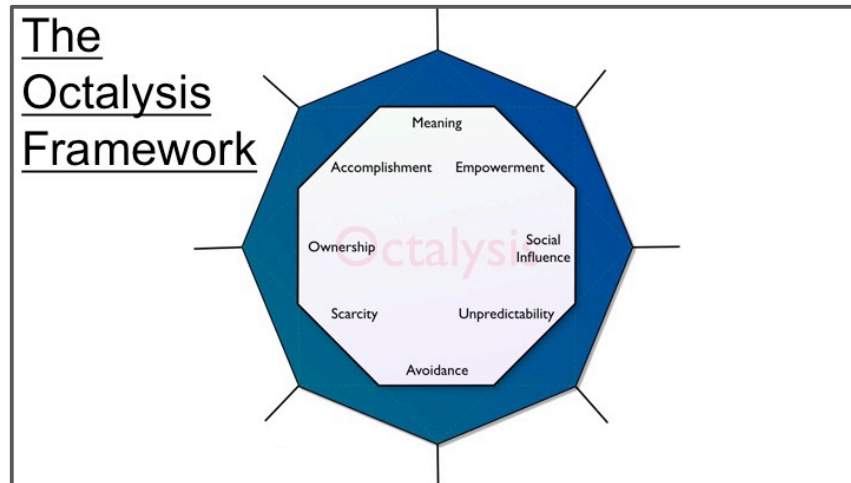 The
Octalysis
Framework
Meaning
Accomplishment
Empowerment
Ownership
Octalysis
Social
Influence
Scarcity
Unpredictability
Avoidance